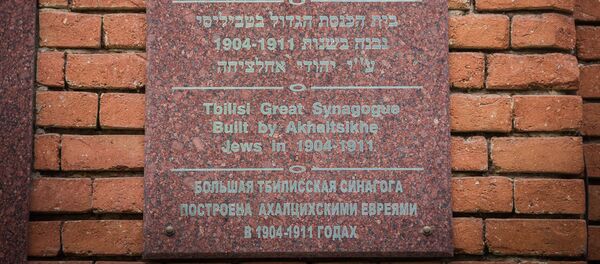 בית הכנסת הגדול בטביליסי
נבנה בשנות 1904-1911
ע"י יהודי אחלציחה
Tbilisi Great Synagogue
Built by Akhaltsikhe
Jews in 1904-1911
БОЛЬШАЯ ТБИЛИССКАЯ СИНАГОГА
ПОСТРОЕНА АХАЛЦИХСКИМИ ЕВРЕЯМИ
В 1904-1911 ГОДАХ